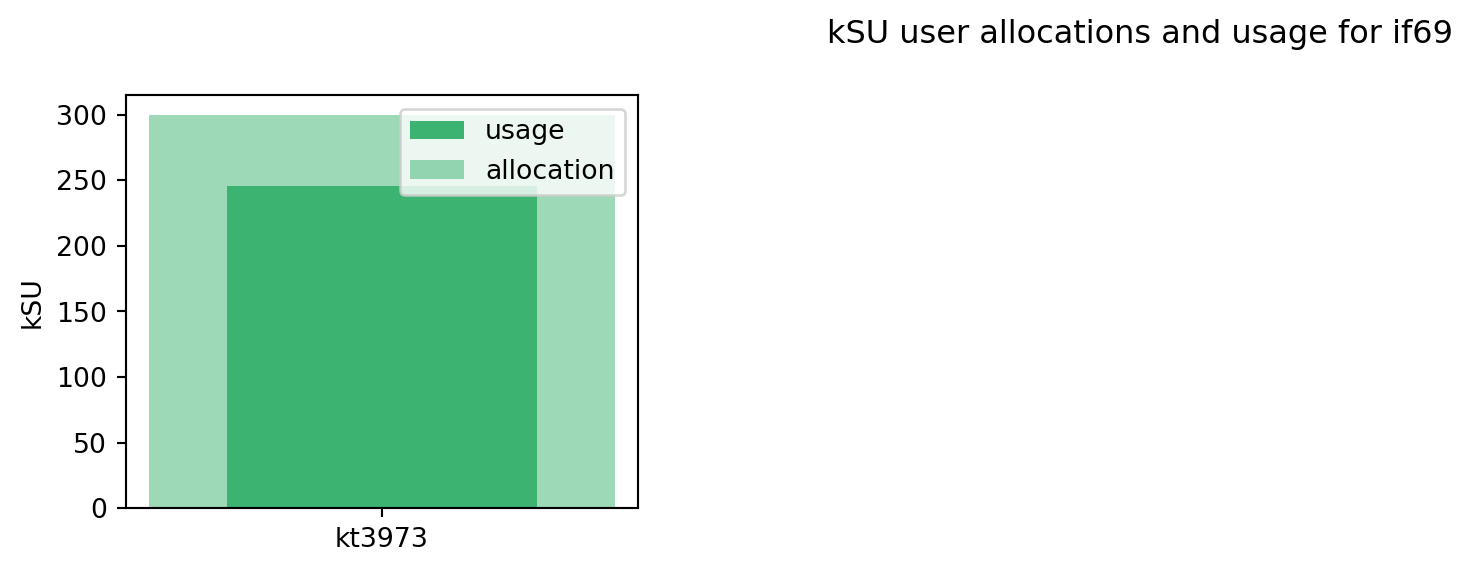 kSU user allocations and usage for if69
300
250
200
150
100
50
0
kSU
usage
allocation
kt3973